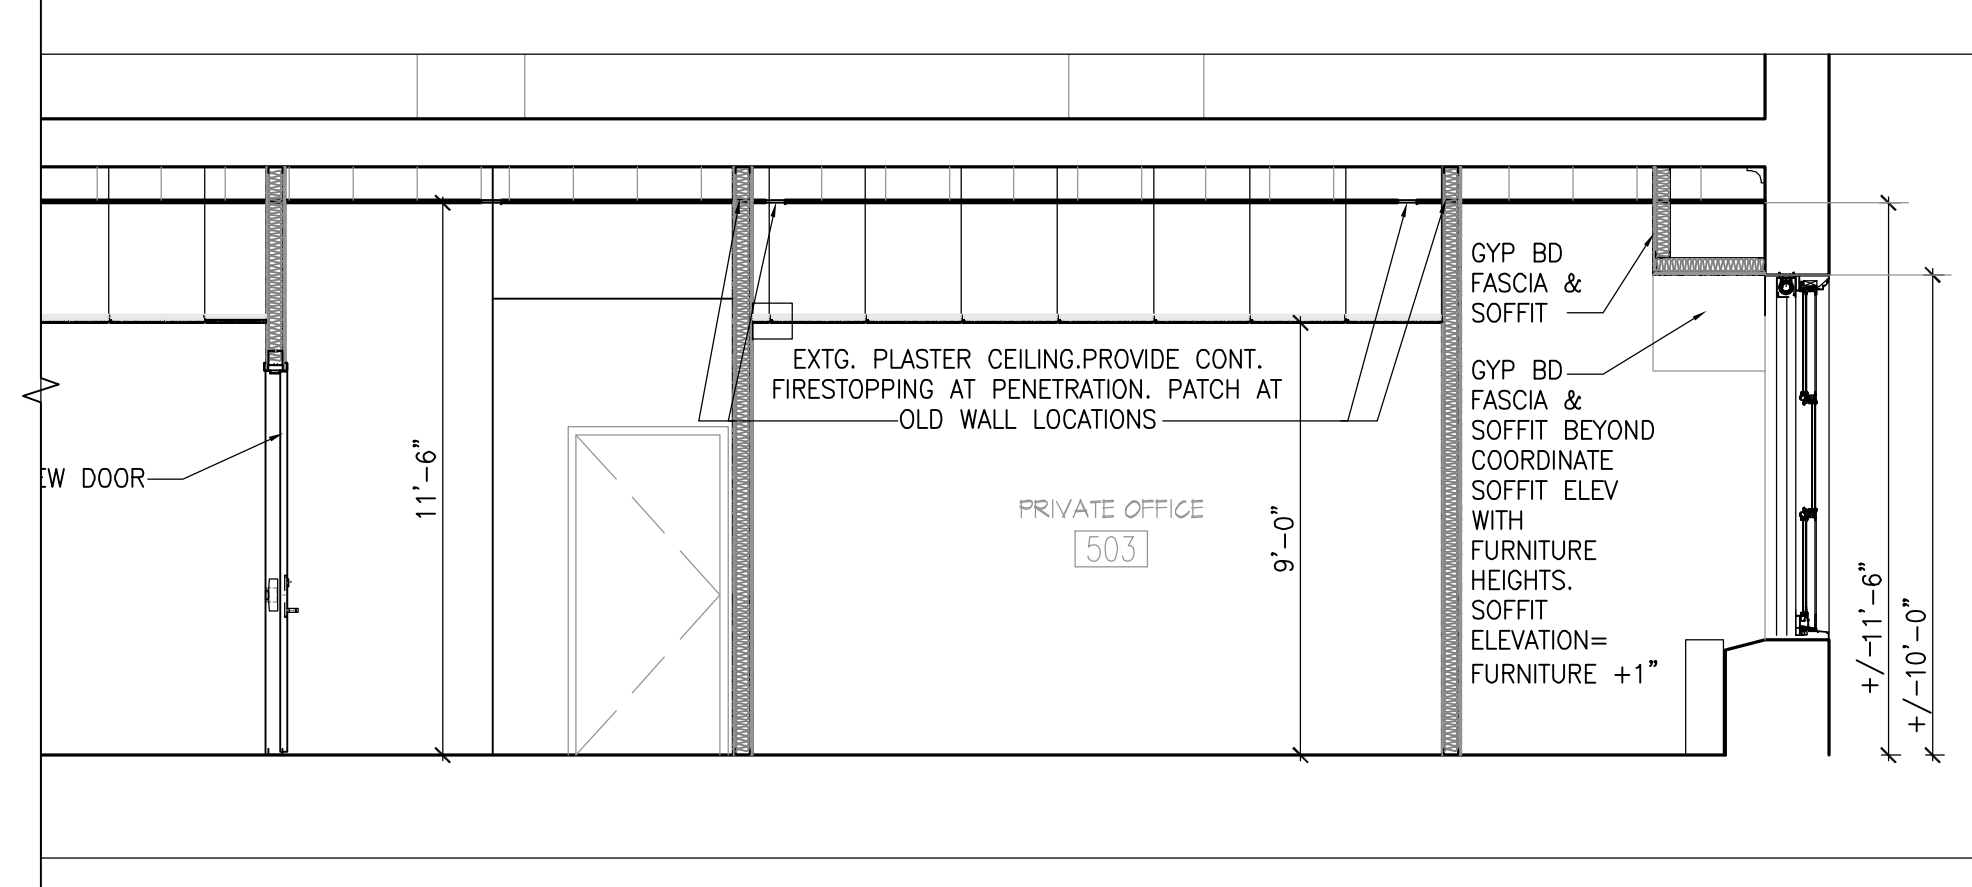 GYP BD
FASCIA &
SOFFIT
EXTG. PLASTER CEILING.PROVIDE CONT.
FIRESTOPPING AT PENETRATION. PATCH AT
OLD WALL LOCATIONS
GYP BD
FASCIA &
SOFFIT BEYOND
COORDINATE
SOFFIT ELEV
WITH
FURNITURE
HEIGHTS.
SOFFIT
ELEVATION=
FURNITURE +1"
EW DOOR
11'-6"
PRIVATE OFFICE
503
9'-0"
+/-11'-6"
+/-10'-0"